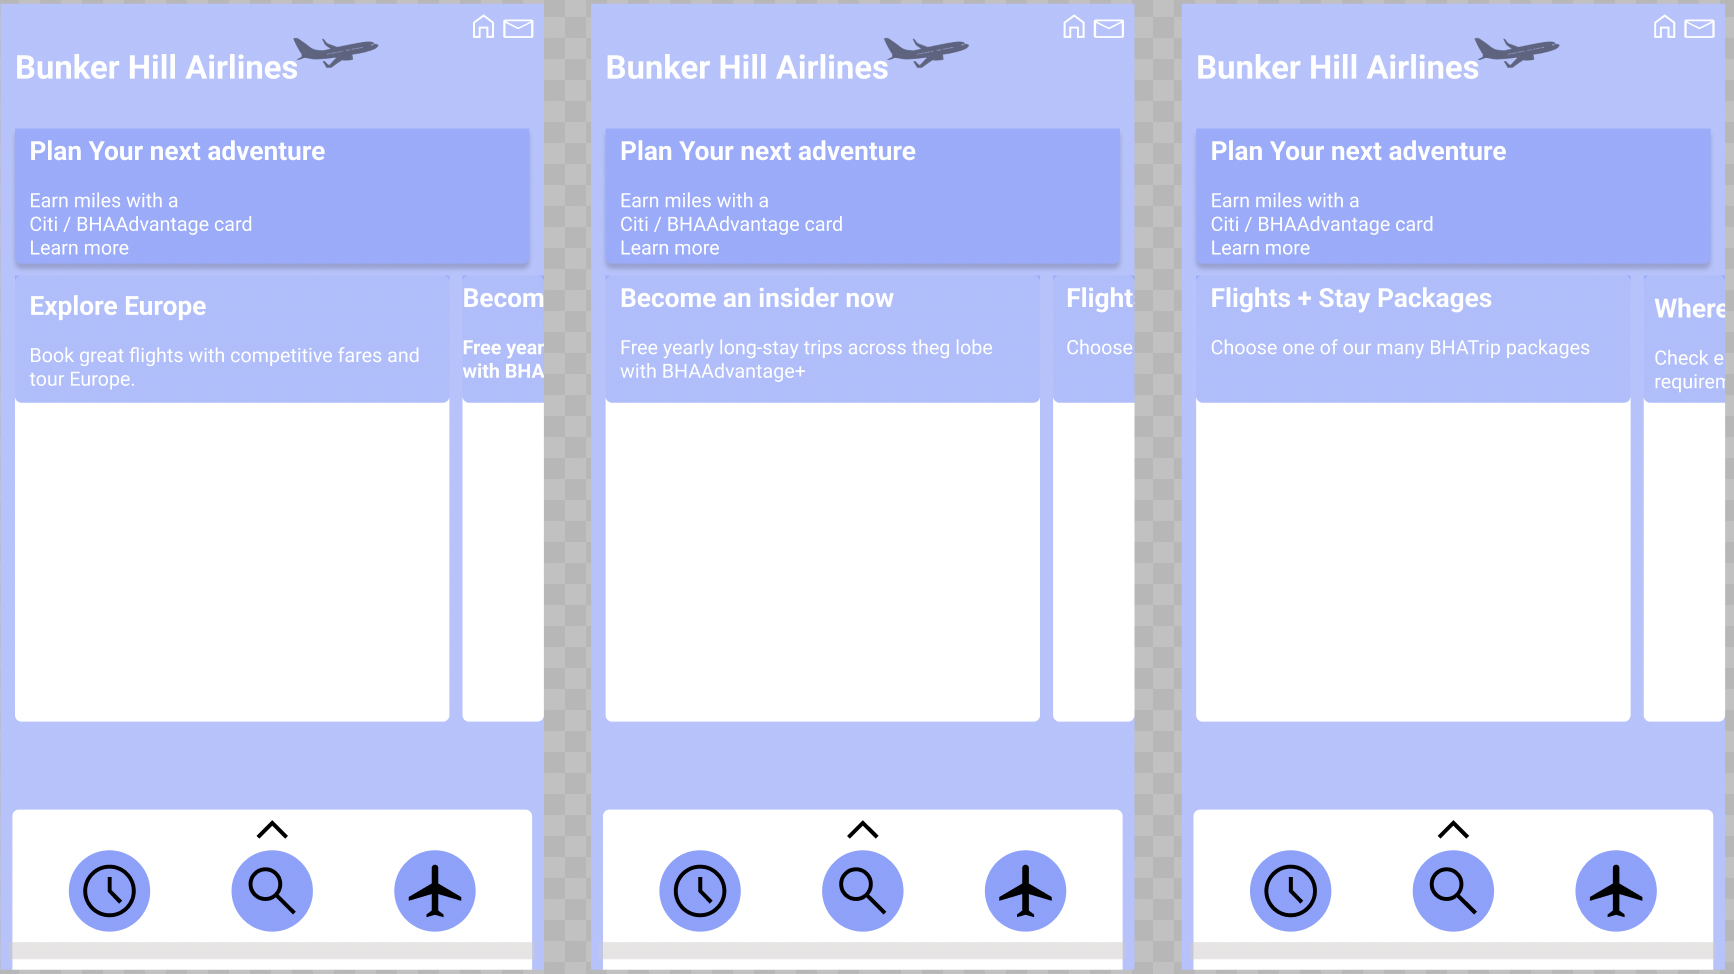 Bunker Hill Airlines
Plan Your next adventure
Earn miles with a
Citi / BHAAdvantage card
Learn more
Explore Europe
Book great flights with competitive fares and
tour Europe.
Becom
Free year
with BHA
Bunker Hill Airlines
Plan Your next adventure
Earn miles with a
Citi / BHAAdvantage card
Learn more
Become an insider now
Free yearly long-stay trips across theg lobe
with BHAAdvantage+
Flight
Choose
Bunker Hill Airlines
Plan Your next adventure
Earn miles with a
Citi / BHAAdvantage card
Learn more
Flights + Stay Packages
Choose one of our many BHATrip packages
Where
Check e
requirem